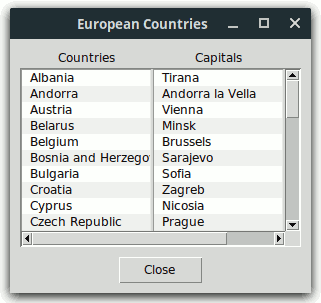 European Countries
Countries Capitals
Albania Tirana
Andorra Andorra la Vella
Austria Vienna
Belarus Minsk
Belgium Brussels
Bosnia and Herzego Sarajevo
Bulgaria Sofia
Croatia Zagreb
Cyprus Nicosia
Czech Republic Prague
Close